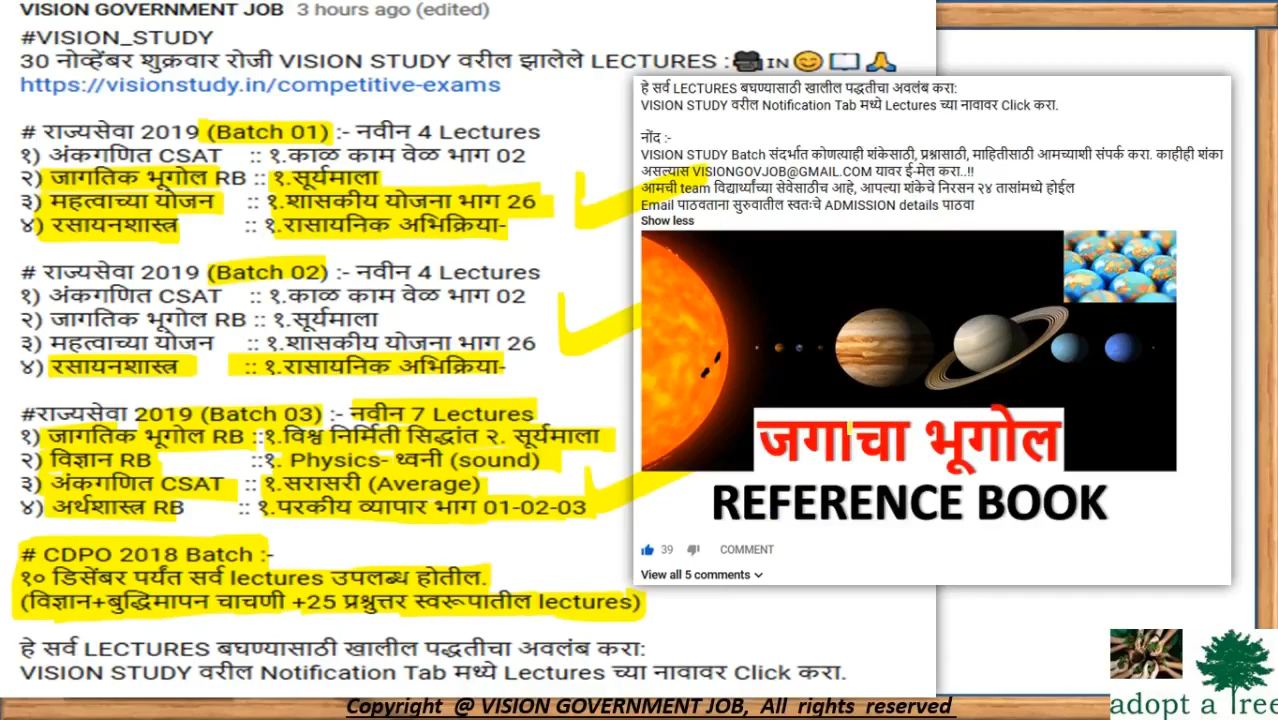 VISION GOVERNMENT JOB 3 hours ago (edited)
#VISION_STUDY
30 नोव्हेंबर शुक्रवार रोजी VISION STUDY वरील झालेले LECTURES : IN
https://visionstudy.in/competitive-exams
# राज्यसेवा 2019 (Batch 01) :- नवीन 4 Lectures
१) अंकगणित CSAT :: १.काळ काम वेळ भाग 02
२) जागतिक भूगोल RB :: १.सूर्यमाला
३) महत्वाच्या योजन :: १.शासकीय योजना भाग 26
४) रसायनशास्त्र :: १.रासायनिक अभिक्रिया-
# राज्यसेवा 2019 (Batch 02) :- नवीन 4 Lectures
१) अंकगणित CSAT :: १.काळ काम वेळ भाग 02
२) जागतिक भूगोल RB :: १.सूर्यमाला
३) महत्वाच्या योजन :: १.शासकीय योजना भाग 26
४) रसायनशास्त्र :: १.रासायनिक अभिक्रिया-
#राज्यसेवा 2019 (Batch 03) :- नवीन 7 Lectures
१) जागतिक भूगोल RB ::१.विश्व निर्मिती सिद्धांत २. सूर्यमाला
२) विज्ञान RB ::१. Physics- ध्वनी (sound)
३) अंकगणित CSAT :: १.सरासरी (Average)
४) अर्थशास्त्र RB :: १.परकीय व्यापार भाग 01-02-03
# CDPO 2018 Batch :-
१० डिसेंबर पर्यंत सर्व lectures उपलब्ध होतील.
(विज्ञान+बुद्धिमापन चाचणी +25 प्रश्नुत्तर स्वरूपातील lectures)
हे सर्व LECTURES बघण्यासाठी खालील पद्धतीचा अवलंब करा:
VISION STUDY वरील Notification Tab मध्ये Lectures च्या नावावर Click करा.
हे सर्व LECTURES बघण्यासाठी खालील पद्धतीचा अवलंब करा:
VISION STUDY वरील Notification Tab मध्ये Lectures च्या नावावर Click करा.
नोंद :-
VISION STUDY Batch संदर्भात कोणत्याही शंकेसाठी, प्रश्नासाठी, माहितीसाठी आमच्याशी संपर्क करा. काहीही शंका
असल्यास VISIONGOVJOB@GMAIL.COM यावर ई-मेल करा..!!
आमची team विद्यार्थ्यांच्या सेवेसाठीच आहे, आपल्या शंकेचे निरसन २४ तासांमध्ये होईल
Email पाठवताना सुरुवातील स्वतःचे ADMISSION details पाठवा
Show less
जगाचा भूगोल
REFERENCE BOOK
39 COMMENT
View all 5 comments
adopt a Tree
Copyright @ VISION GOVERNMENT JOB, All rights reserved